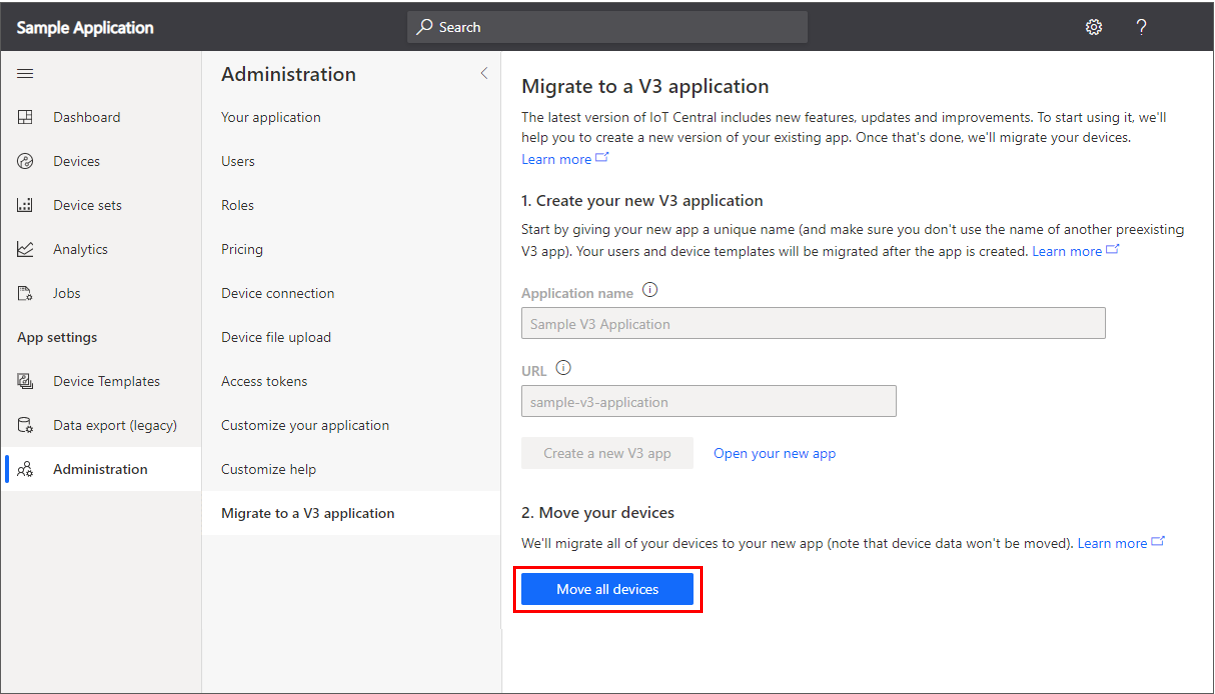 Sample Application
Search
?
Dashboard
Devices
Device sets
Analytics
Jobs
App settings
Device Templates
Data export (legacy)
Administration
Administration
Your application
Users
Roles
Pricing
Device connection
Device file upload
Access tokens
Customize your application
Customize help
Migrate to a V3 application
Migrate to a V3 application
The latest version of IoT Central includes new features, updates and improvements. To start using it, we'll
help you to create a new version of your existing app. Once that's done, we'll migrate your devices.
Learn more
1. Create your new V3 application
Start by giving your new app a unique name (and make sure you don't use the name of another preexisting
V3 app). Your users and device templates will be migrated after the app is created. Learn more
Application name
Sample V3 Application
URL
sample-v3-application
Create a new V3 app Open your new app
2. Move your devices
We'll migrate all of your devices to your new app (note that device data won't be moved). Learn more
Move all devices